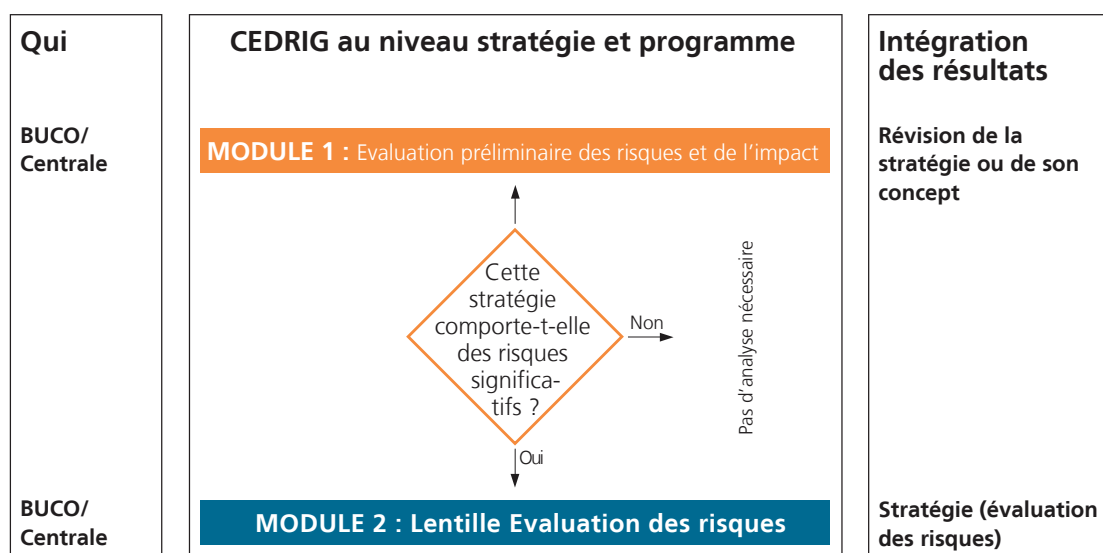 Qui
CEDRIG au niveau stratégie et programme
Intégration
des résultats
BUCO/
Centrale
MODULE 1 : Evaluation préliminaire des risques et de l’impact
Révision de la
stratégie ou de son
concept
Cette
stratégie
comporte-t-elle
des risques
significa-
tifs ?
Non
Pas d’analyse nécessaire
Oui
BUCO/
Centrale
MODULE 2 : Lentille Evaluation des risques
Stratégie (évaluation
des risques)